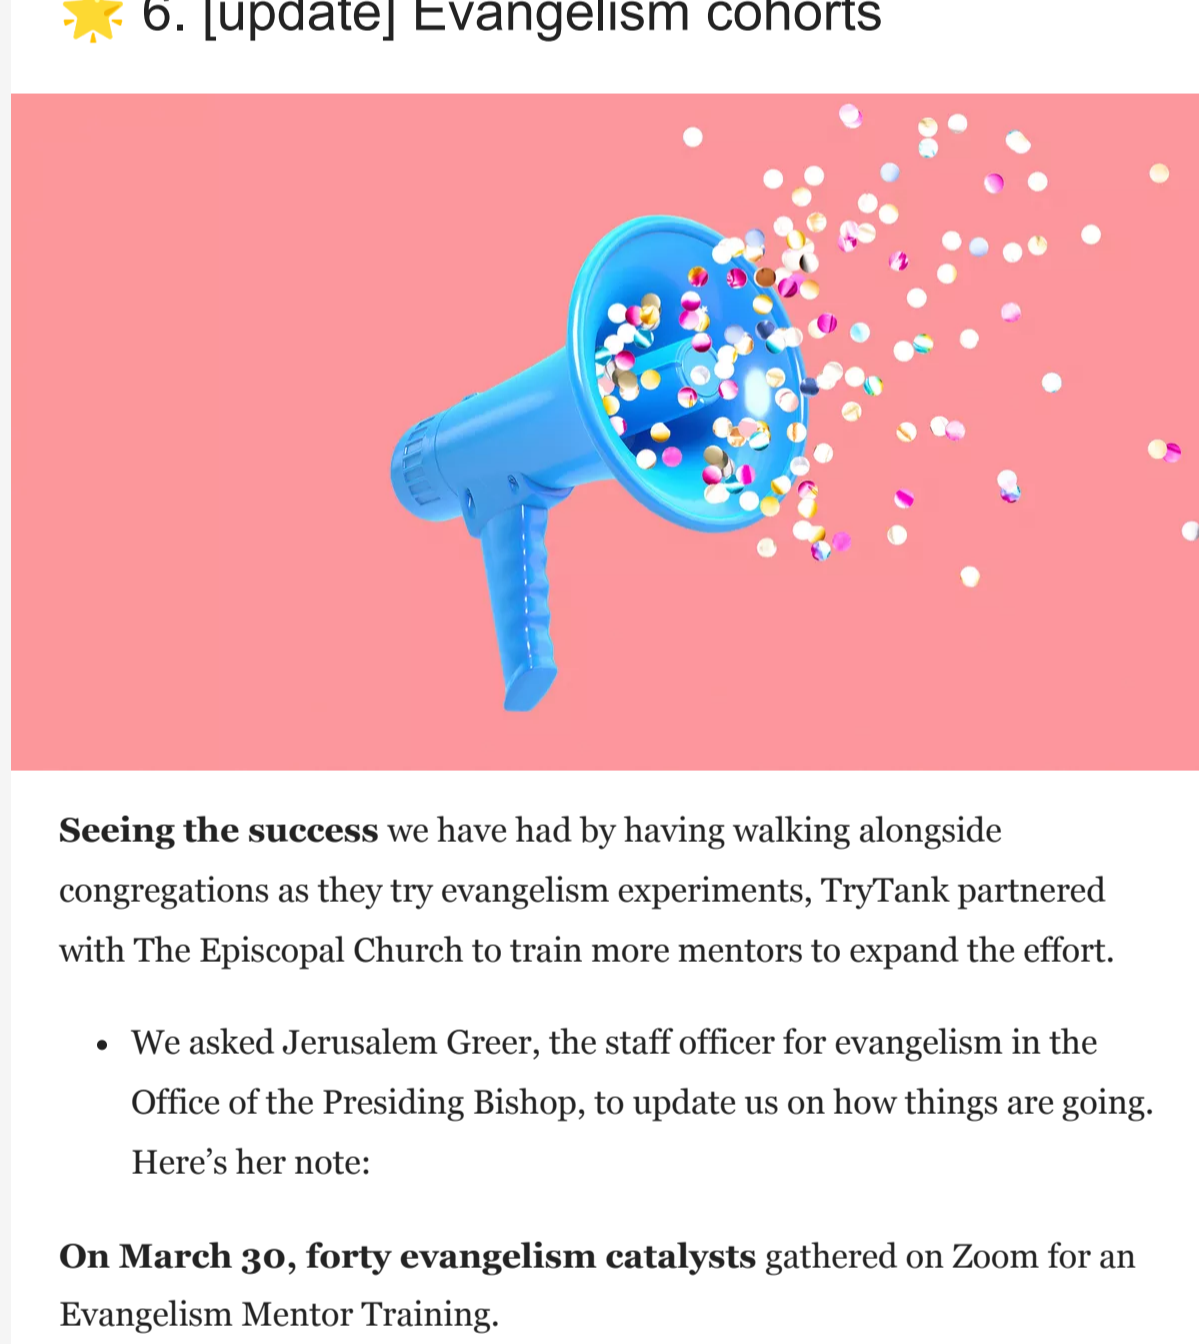 6. [update] Evangelism cohorts
Seeing the success we have had by having walking alongside
congregations as they try evangelism experiments, TryTank partnered
with The Episcopal Church to train more mentors to expand the effort.
• We asked Jerusalem Greer, the staff officer for evangelism in the
Office of the Presiding Bishop, to update us on how things are going.
Here’s her note:
On March 30, forty evangelism catalysts gathered on Zoom for an
Evangelism Mentor Training.